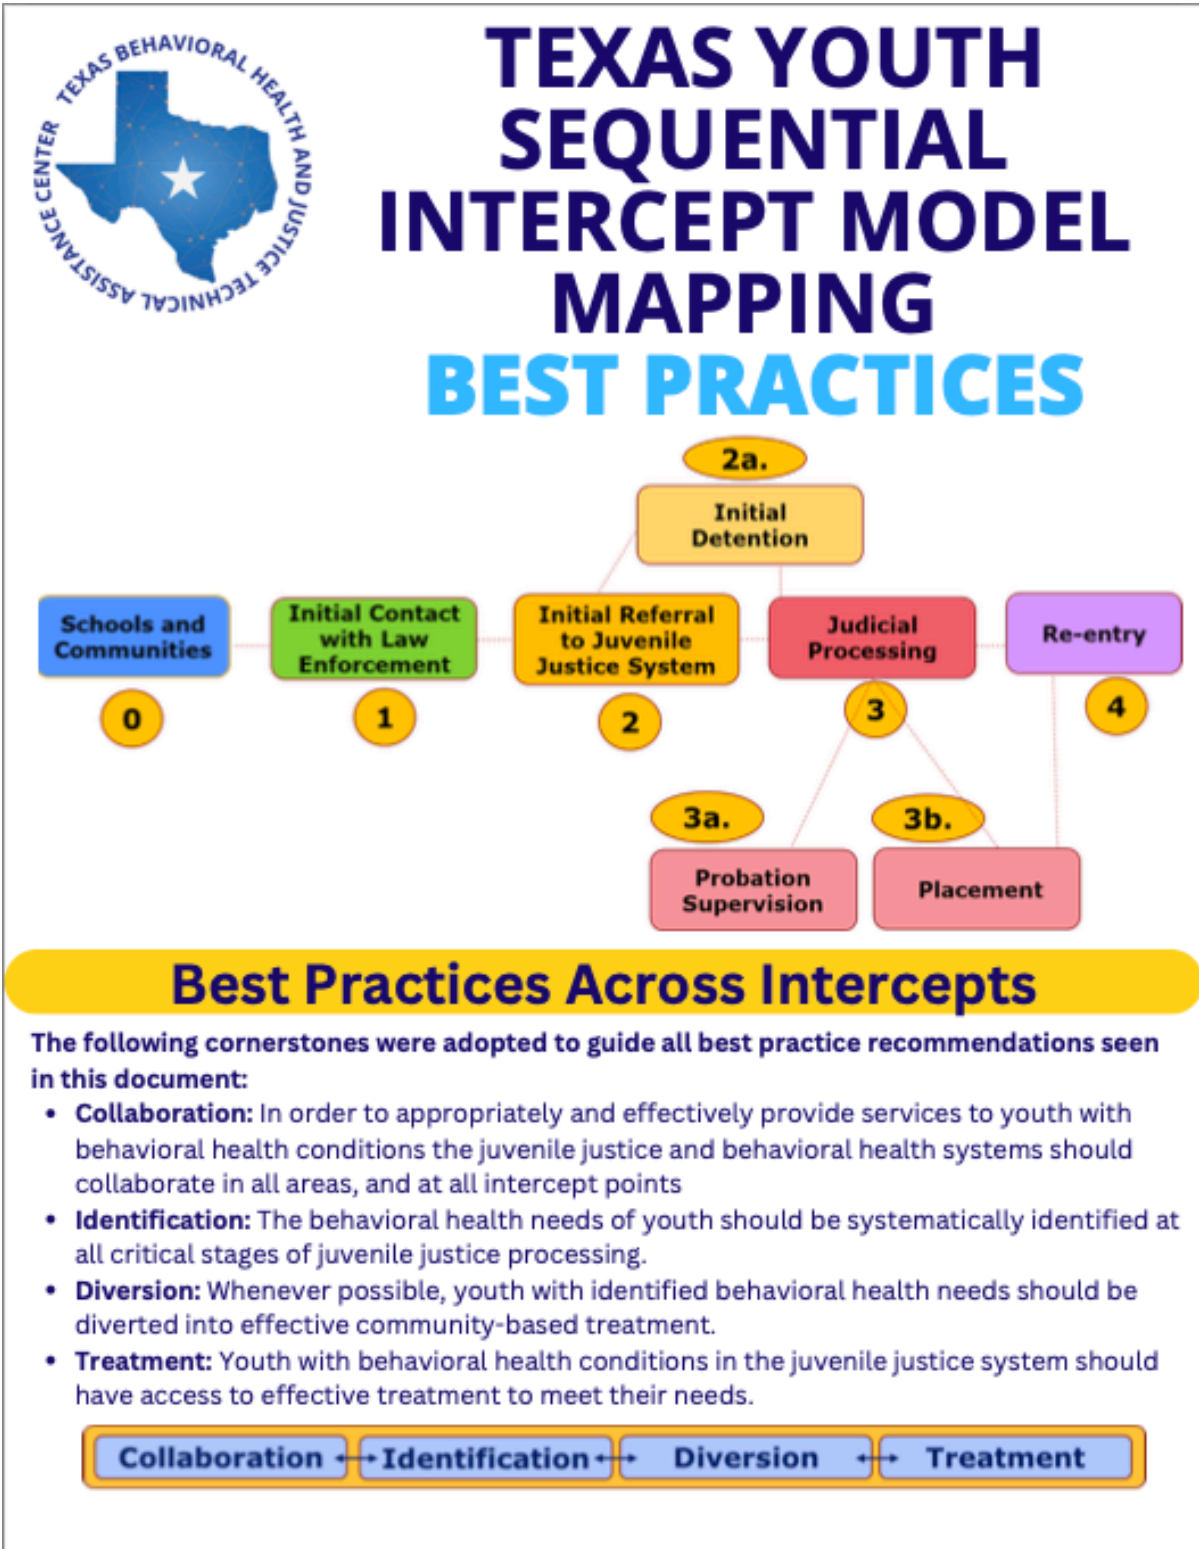 TEXAS BEHAVIORAL HEALTH AND JUSTICE TECHNICAL ASSISTANCE CENTER
TEXAS YOUTH
SEQUENTIAL
INTERCEPT MODEL
MAPPING
BEST PRACTICES
2a.
Initial
Detention
Schools and
Communities
0
Initial Contact
with Law
Enforcement
1
Initial Referral
to Juvenile
Justice System
2
Judicial
Processing
3
Re-entry
4
3a.
Probation
Supervision
3b.
Placement
Best Practices Across Intercepts
The following cornerstones were adopted to guide all best practice recommendations seen
in this document:
• Collaboration: In order to appropriately and effectively provide services to youth with
behavioral health conditions the juvenile justice and behavioral health systems should
collaborate in all areas, and at all intercept points
• Identification: The behavioral health needs of youth should be systematically identified at
all critical stages of juvenile justice processing.
• Diversion: Whenever possible, youth with identified behavioral health needs should be
diverted into effective community-based treatment.
• Treatment: Youth with behavioral health conditions in the juvenile justice system should
have access to effective treatment to meet their needs.
Collaboration Identification Diversion Treatment